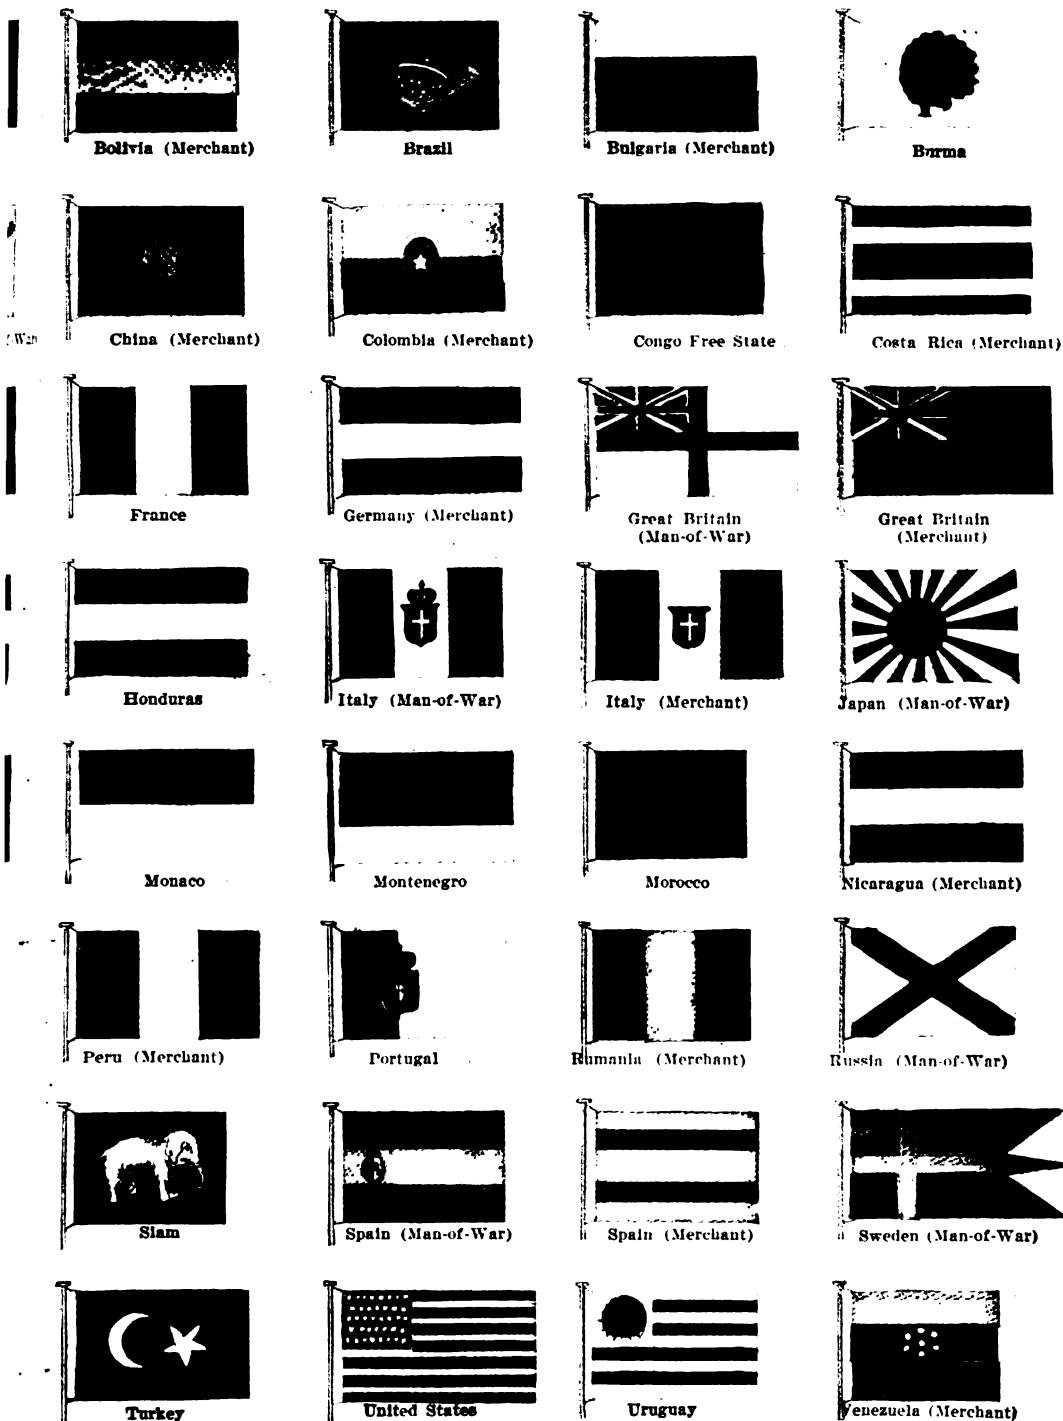 Bolivia (Merchant)
Brazil
Bulgaria (Merchant)
Burma
-War
China (Merchant)
Colombia (Merchant)
Congo Free State
Costa Rica (Merchant)
France
Germany (Merchant)
Great Britain
(Man-of-War)
Great Britain
(Merchant)
Honduras
Italy (Man-of-War)
Italy (Merchant)
Japan (Man-of-War)
Monaco
Montenegro
Morocco
Nicaragua (Merchant)
Peru (Merchant)
Portugal
Rumania (Merchant)
Russia (Man-of-War)
Siam
Spain (Man-of-War)
Spain (Merchant)
Sweden (Man-of-War)
Turkey
United States
Uruguay
Venezuela (Merchant)